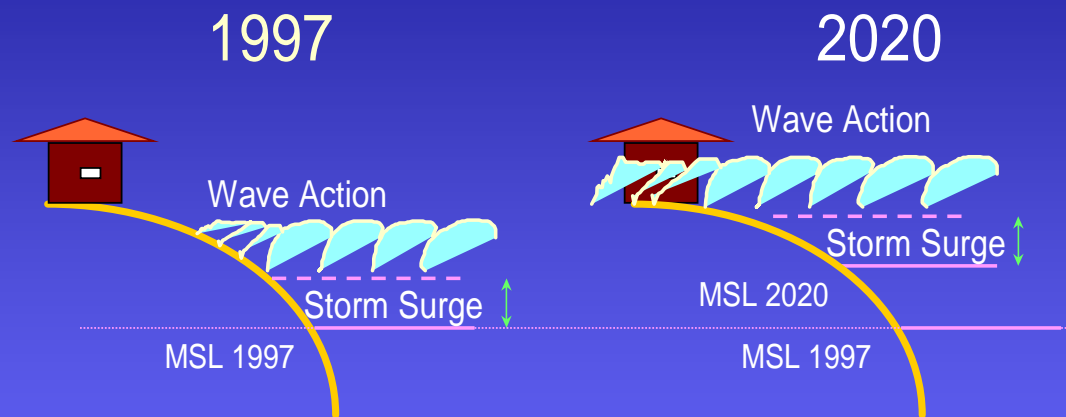 1997
Wave Action
Storm Surge
MSL 1997
2020
Wave Action
Storm Surge
MSL 2020
MSL 1997